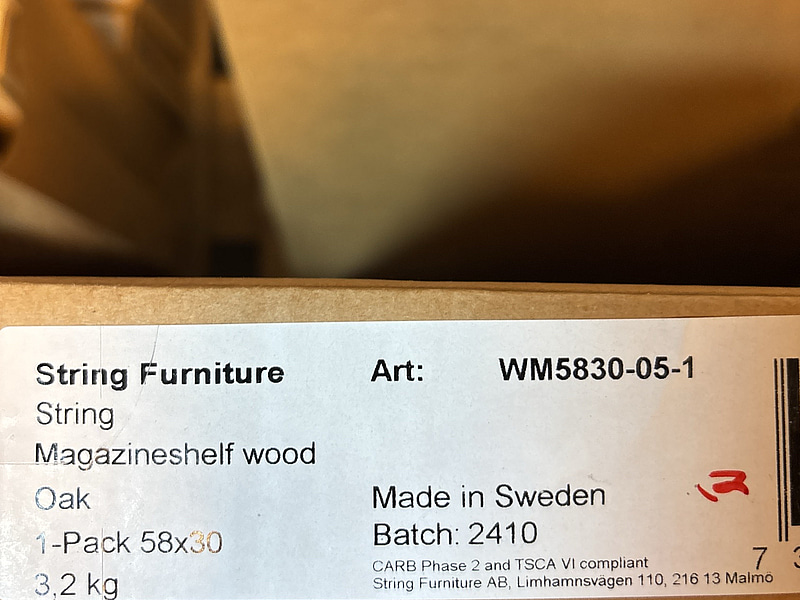 String Furniture
Art: WM5830-05-1
String
Magazineshelf wood
Oak
Made in Sweden
1-Pack 58x30
Batch: 2410
CARB Phase 2 and TSCA VI compliant
3,2 kg
String Furniture AB, Limhamnsvägen 110, 216 13 Malmö
7